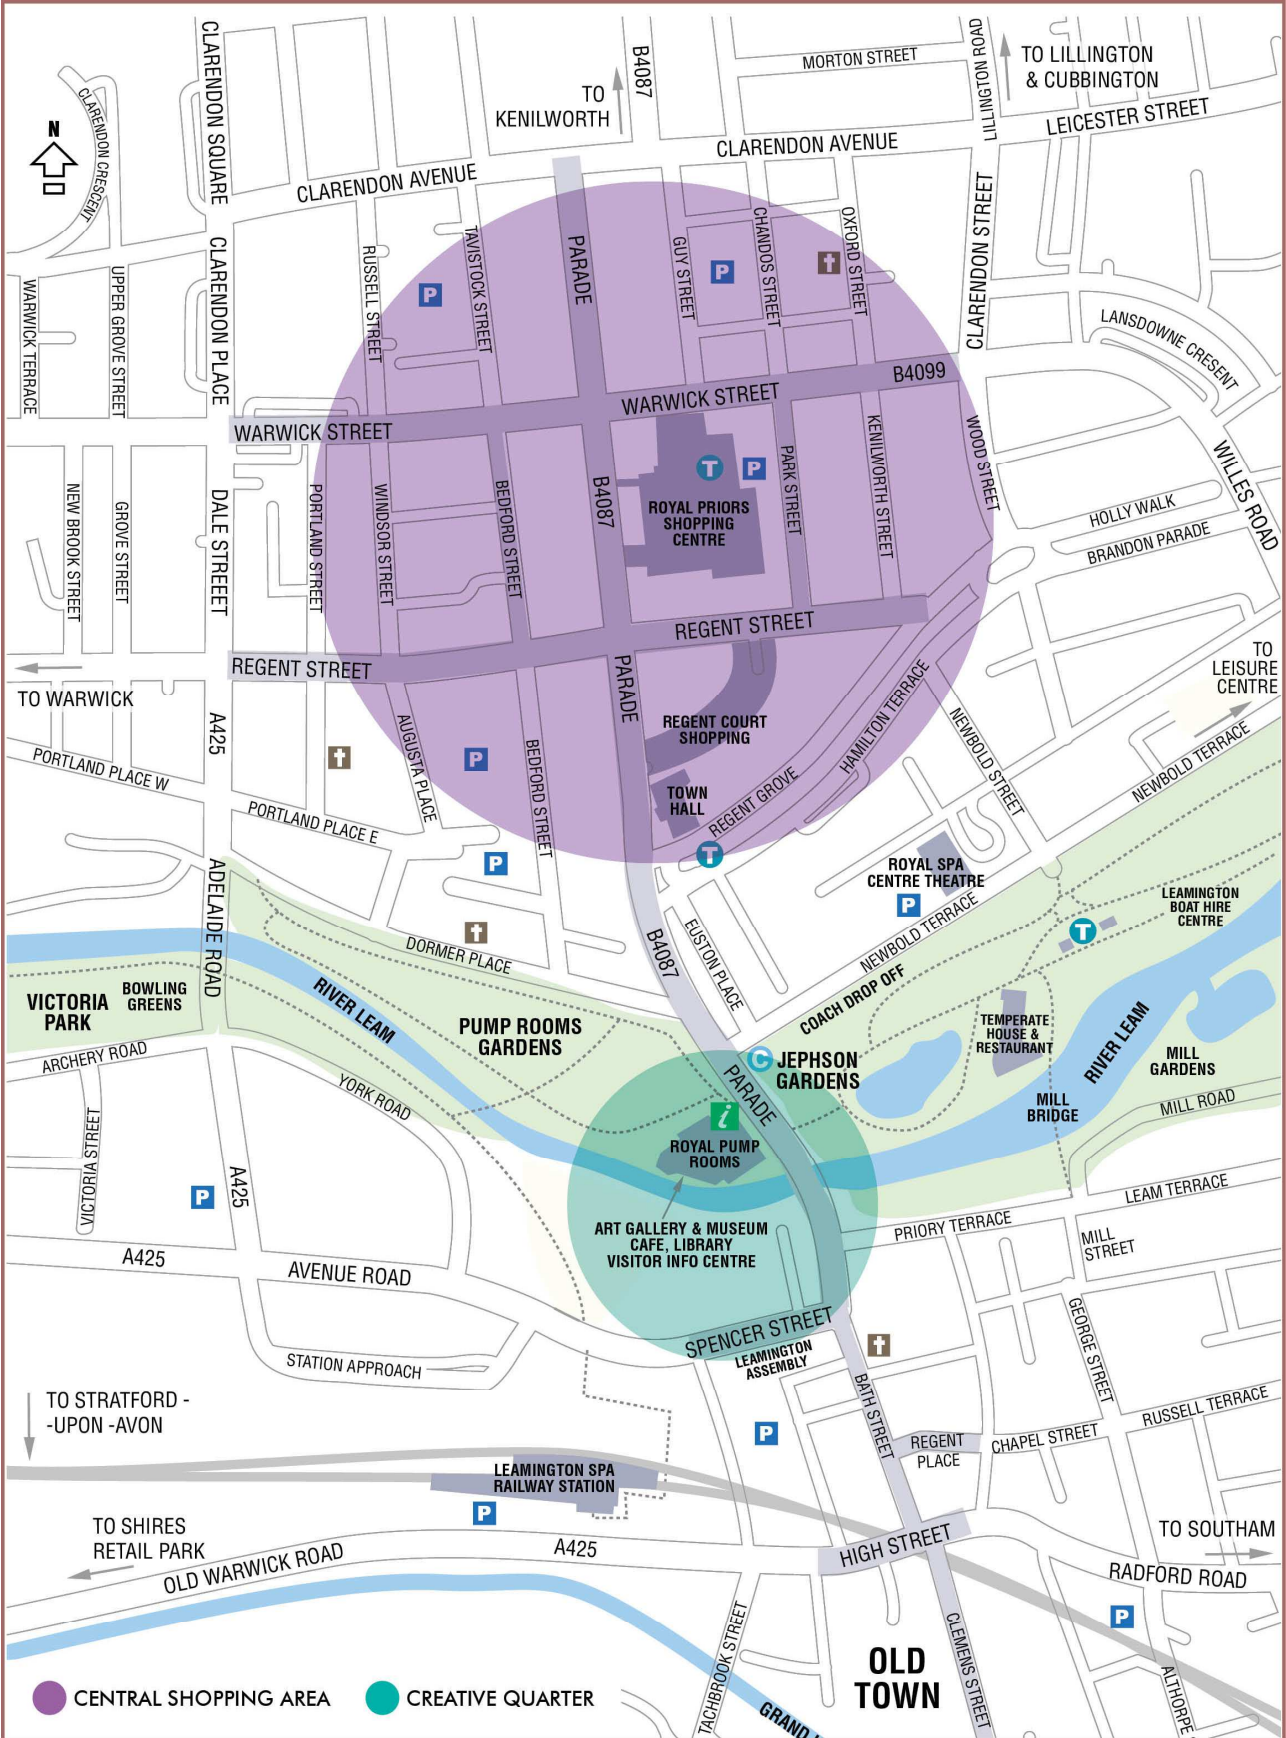 CLARENDON SQUARE
B4087
MORTON STREET
LILLINGTON ROAD
TO LILLINGTON
& CUBBINGTON
TO
KENILWORTH
LEICESTER STREET
N
CLARENDON CRESCENT
CLARENDON AVENUE
CLARENDON AVENUE
CLARENDON PLACE
RUSSELL STREET
TAVISTOCK STREET
PARADE
GUY STREET
CHANDOS STREET
OXFORD STREET
CLARENDON STREET
P
P
WARWICK TERRACE
UPPER GROVE STREET
LANSDOWNE CRESENT
B4099
WARWICK STREET
WARWICK STREET
WOOD STREET
KENILWORTH STREET
PARK STREET
WILLES ROAD
T
P
ROYAL PRIORS
SHOPPING
CENTRE
B4087
BEDFORD STREET
WINDSOR STREET
PORTLAND STREET
DALE STREEET
GROVE STREET
NEW BROOK STREET
HOLLY WALK
BRANDON PARADE
REGENT STREET
REGENT STREET
TO WARWICK
TO
LEISURE
CENTRE
PARADE
A425
AUGUSTA PLACE
BEDFORD STREET
P
REGENT COURT
SHOPPING
HAMILTON TERRACE
NEWBOLD STREET
NEWBOLD TERRACE
PORTLAND PLACE W
PORTLAND PLACE E
TOWN
HALL
REGENT GROVE
T
P
ROYAL SPA
CENTRE THEATRE
P
LEAMINGTON
BOAT HIRE
CENTRE
ADELAIDE ROAD
DORMER PLACE
B4087
EUSTON PLACE
NEWBOLD TERRACE
T
COACH DROP OFF
VICTORIA
PARK
BOWLING
GREENS
RIVER LEAM
PUMP ROOMS
GARDENS
TEMPERATE
HOUSE &
RESTAURANT
RIVER LEAM
MILL
GARDENS
C
JEPHSON
GARDENS
ARCHERY ROAD
YORK ROAD
PARADE
MILL
BRIDGE
MILL ROAD
i
ROYAL PUMP
ROOMS
VICTORIA STREET
P
A425
LEAM TERRACE
ART GALLERY & MUSEUM
CAFE, LIBRARY
VISITOR INFO CENTRE
PRIORY TERRACE
MILL
STREET
A425
AVENUE ROAD
SPENCER STREET
LEAMINGTON
ASSEMBLY
GEORGE STREET
STATION APPROACH
TO STRATFORD -
-UPON -AVON
BATH STREET
RUSSELL TERRACE
P
REGENT
PLACE
CHAPEL STREET
LEAMINGTON SPA
RAILWAY STATION
P
TO SHIRES
RETAIL PARK
OLD WARWICK ROAD
A425
HIGH STREET
TO SOUTHAM
RADFORD ROAD
P
TACHBROOK STREET
CLEMENS STREET
ALTHORPE
OLD
TOWN
GRAND
CENTRAL SHOPPING AREA
CREATIVE QUARTER